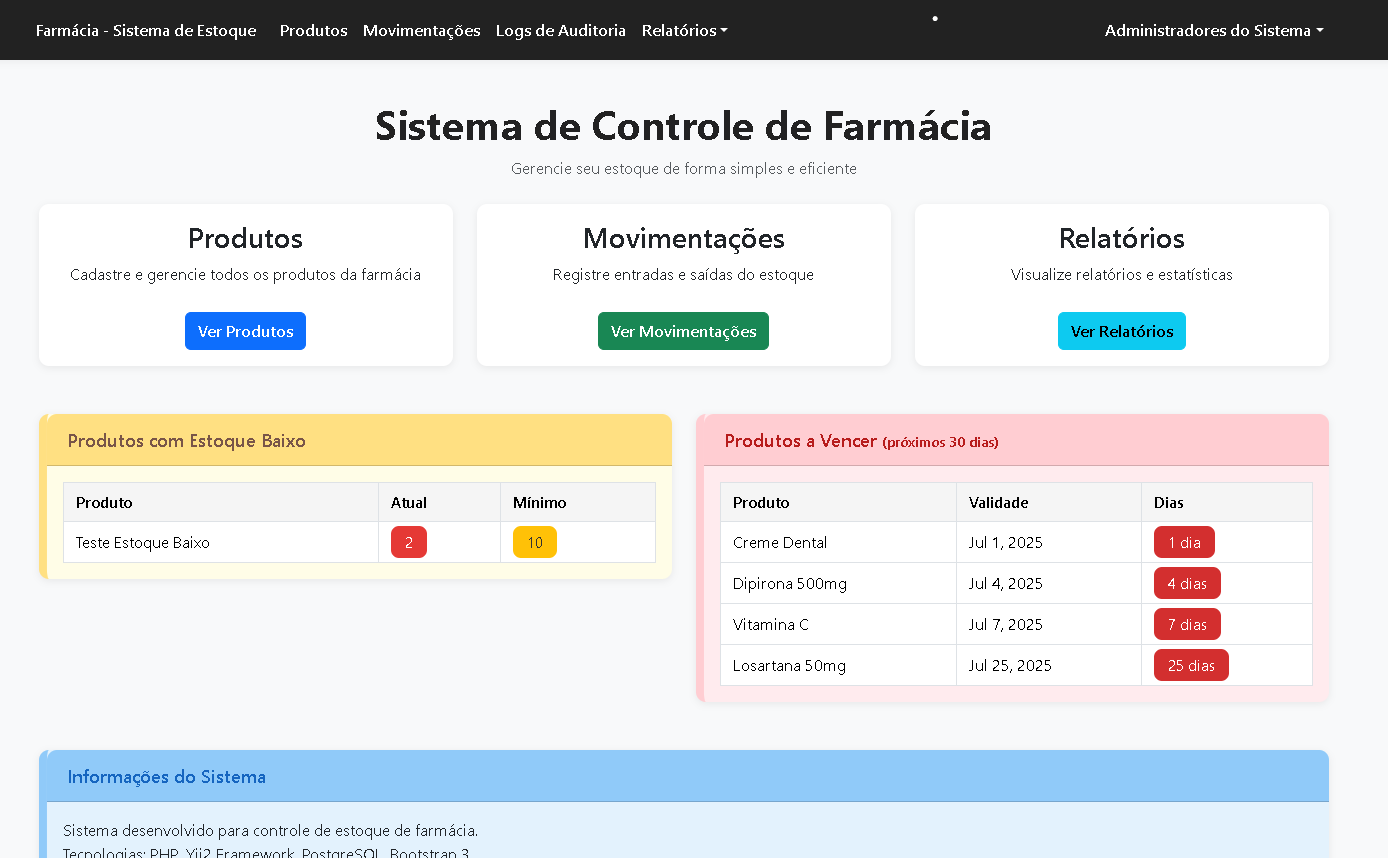 Farmácia - Sistema de Estoque Produtos Movimentações Logs de Auditoria Relatórios Administradores do Sistema
Sistema de Controle de Farmácia
Gerencie seu estoque de forma simples e eficiente
Produtos
Cadastre e gerencie todos os produtos da farmácia
Ver Produtos
Movimentações
Registre entradas e saídas do estoque
Ver Movimentações
Relatórios
Visualize relatórios e estatísticas
Ver Relatórios
Produtos com Estoque Baixo
Produto Atual Mínimo
Teste Estoque Baixo 2 10
Produtos a Vencer (próximos 30 dias)
Produto Validade Dias
Creme Dental Jul 1, 2025 1 dia
Dipirona 500mg Jul 4, 2025 4 dias
Vitamina C Jul 7, 2025 7 dias
Losartana 50mg Jul 25, 2025 25 dias
Informações do Sistema
Sistema desenvolvido para controle de estoque de farmácia.
Tecnologias: PHP, Yii2 Framework, PostgreSQL, Bootstrap 3